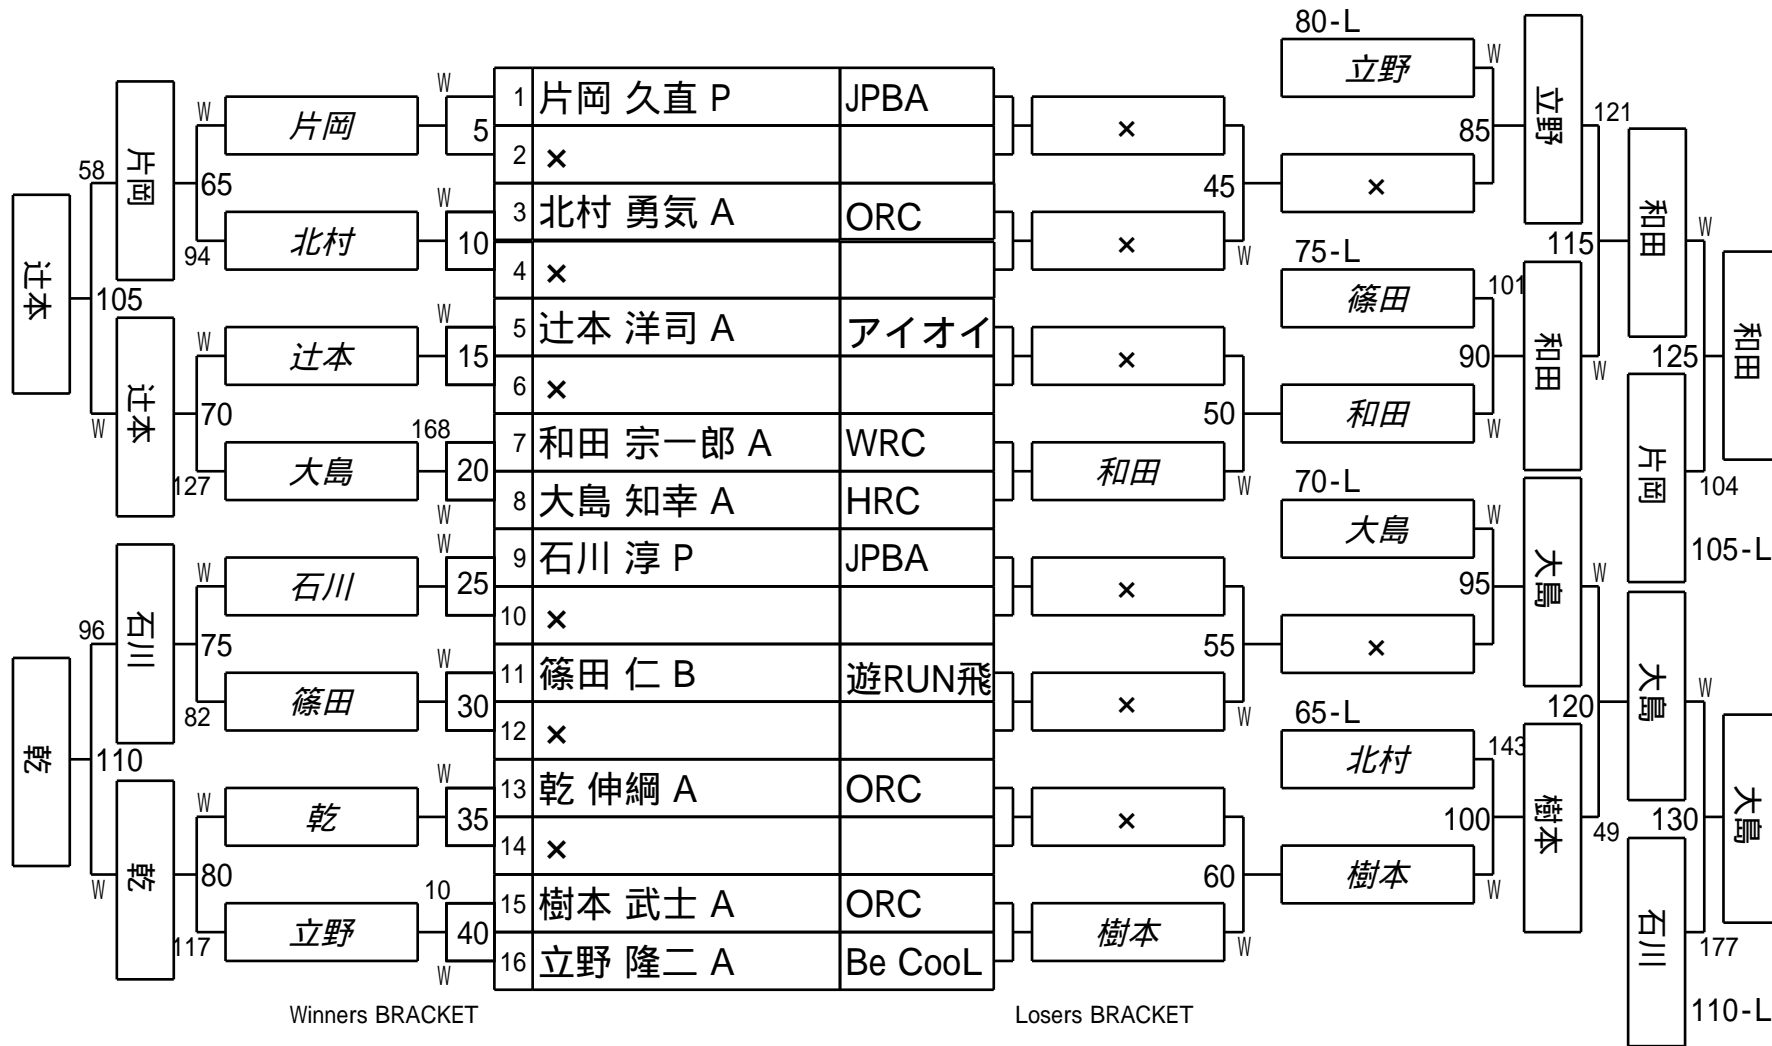 80-L
立野
W
立野
121
85
×
和田
W
75-L
篠田
101
115
90
和田
W
和田
W
125
和田
片岡
104
105-L
70-L
大島
W
95
×
大島
W
120
大島
W
65-L
北村
143
100
樹本
W
樹本
49
130
大島
石川
177
110-L
1 片岡 久直 P JPBA
2 ×
3 北村 勇気 A ORC
4 ×
5 辻本 洋司 A アイオイ
6 ×
7 和田 宗一郎 A WRC
8 大島 知幸 A HRC
9 石川 淳 P JPBA
10 ×
11 篠田 仁 B 遊RUN飛
12 ×
13 乾 伸綱 A ORC
14 ×
15 樹本 武士 A ORC
16 立野 隆二 A Be CooL
W
5
片岡
W
W
10
北村
94
65
片岡
58
W
15
辻本
W
168
20
W
大島
127
70
辻本
W
105
辻本
W
25
石川
W
W
30
篠田
82
75
石川
96
W
35
乾
W
10
40
W
立野
117
80
乾
W
110
乾
×
45
×
W
×
50
和田
W
×
55
×
W
×
60
樹本
W
Winners BRACKET
Losers BRACKET